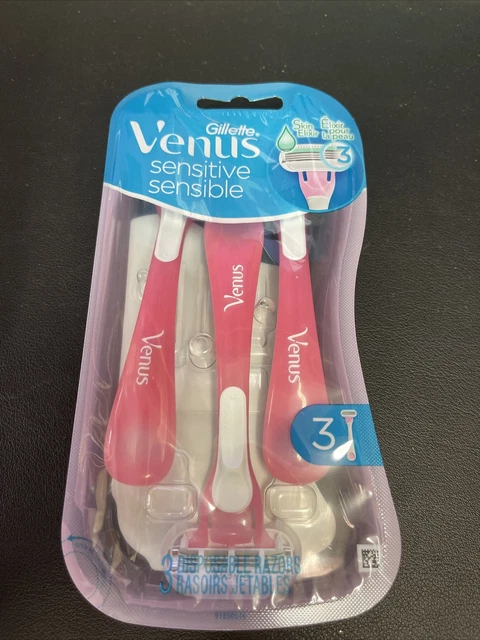 Gillette
Venus
sensitive
sensible
Skin Elixir
Élixir pour la peau
3
Venus
Venus
Venus
3
3 DISPOSABLE RAZORS
RASOIRS JETABLES